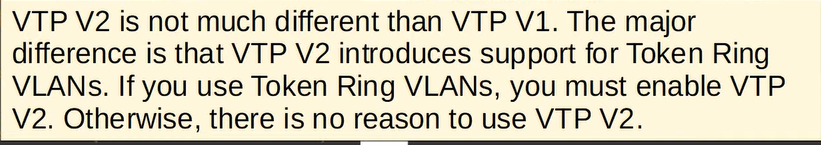 VTP V2 is not much different than VTP V1. The major
difference is that VTP V2 introduces support for Token Ring
VLANs. If you use Token Ring VLANs, you must enable VTP
V2. Otherwise, there is no reason to use VTP V2.